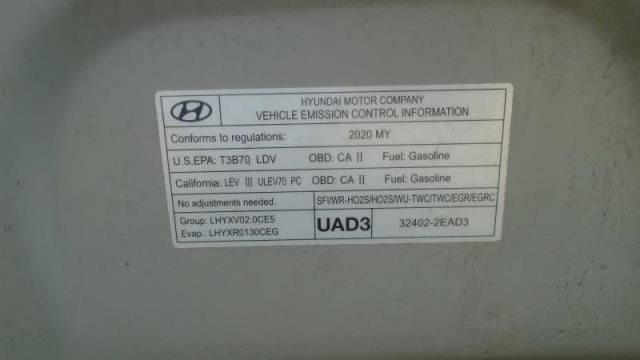 HYUNDAI MOTOR COMPANY
VEHICLE EMISSION CONTROL INFORMATION
Conforms to regulations: 2020 MY
U.S.EPA: T3B70 LDV OBD: CA II Fuel: Gasoline
California: LEV III ULEV70 PC OBD: CA II Fuel: Gasoline
No adjustments needed. SFI/WR-HO2S/HO2S/WU-TWC/TWC/EGR/EGRC
Group: LHYXV02.0CE5
Evap.: LHYXR0130CEG
UAD3 32402-2EAD3